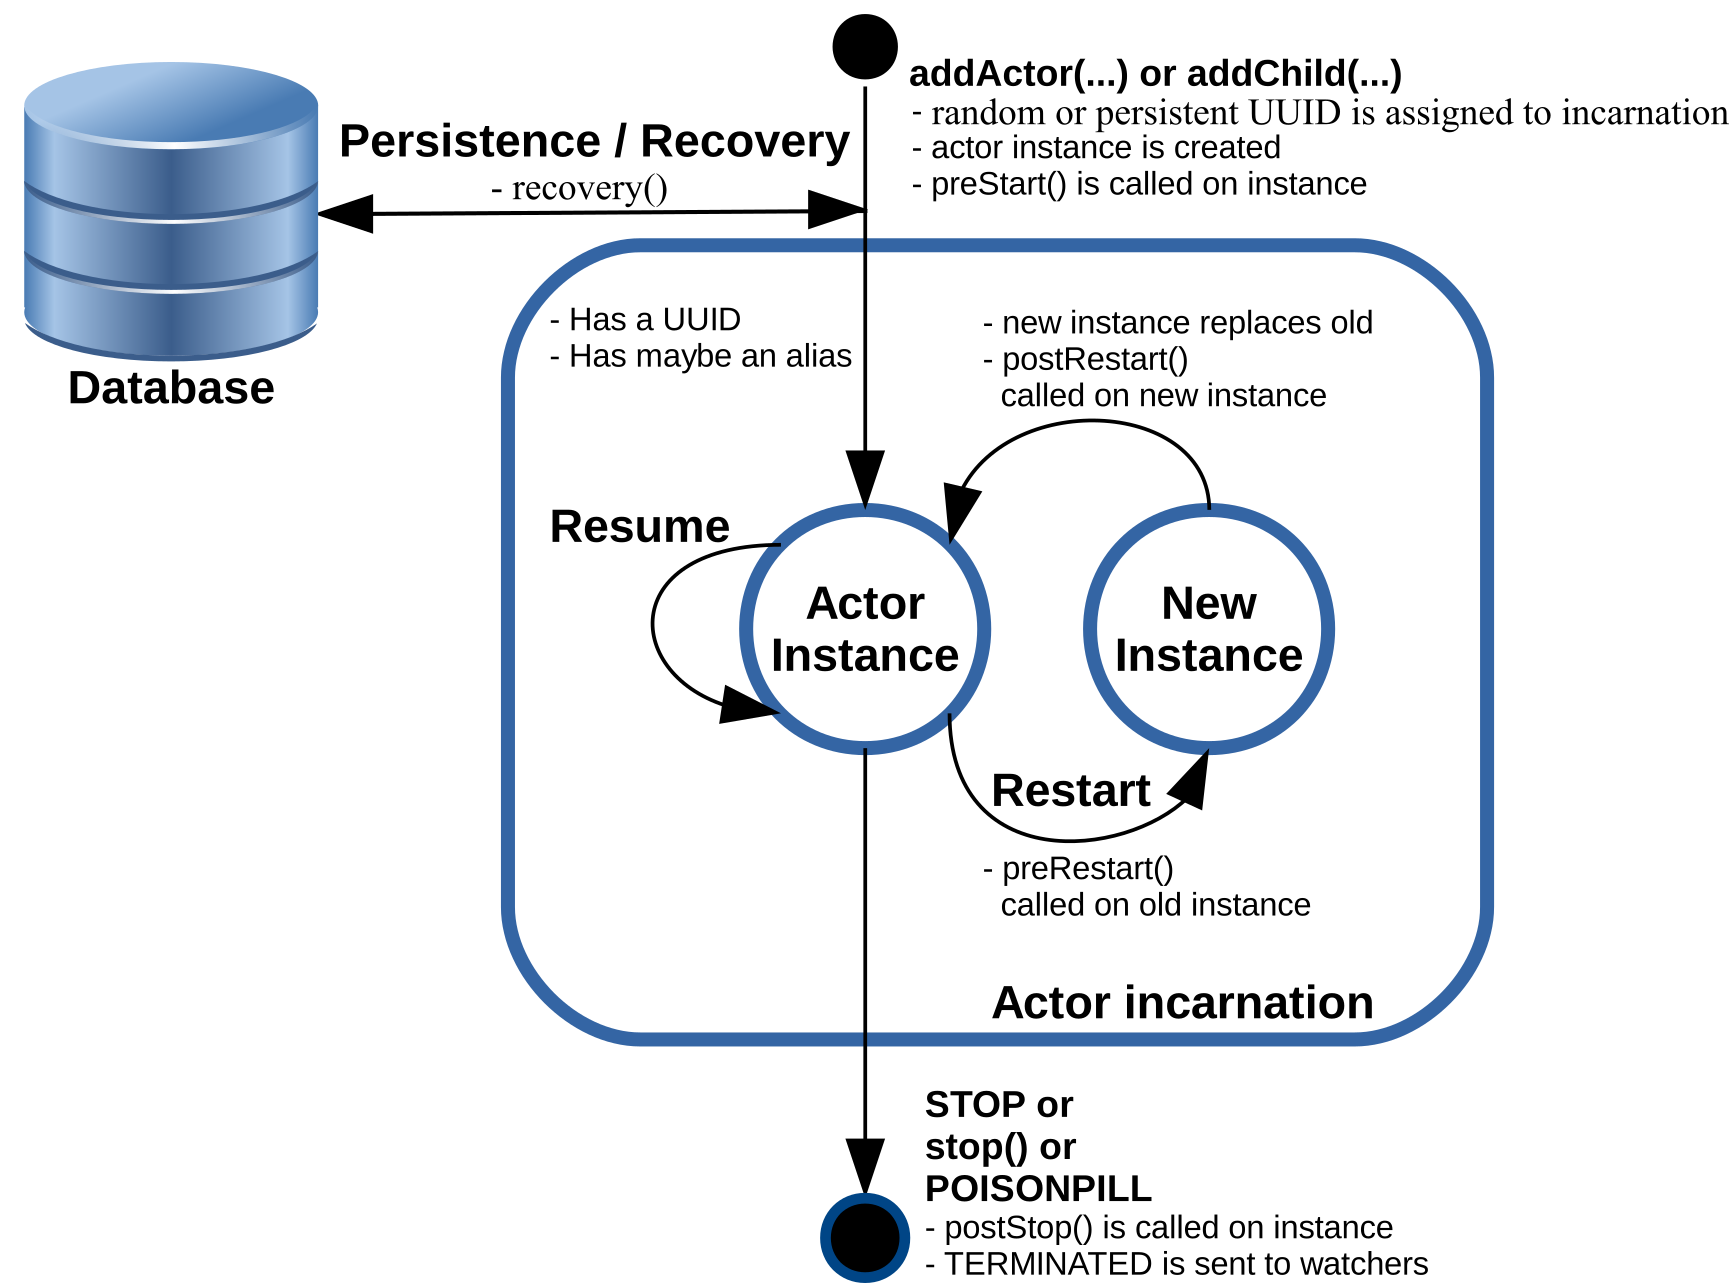 addActor(...) or addChild(...)
- random or persistent UUID is assigned to incarnation
- actor instance is created
- preStart() is called on instance
Persistence / Recovery
- recovery()
Database
- Has a UUID
- Has maybe an alias
- new instance replaces old
- postRestart()
called on new instance
Resume
Actor
Instance
New
Instance
Restart
- preRestart()
called on old instance
Actor incarnation
STOP or
stop() or
POISONPILL
- postStop() is called on instance
- TERMINATED is sent to watchers